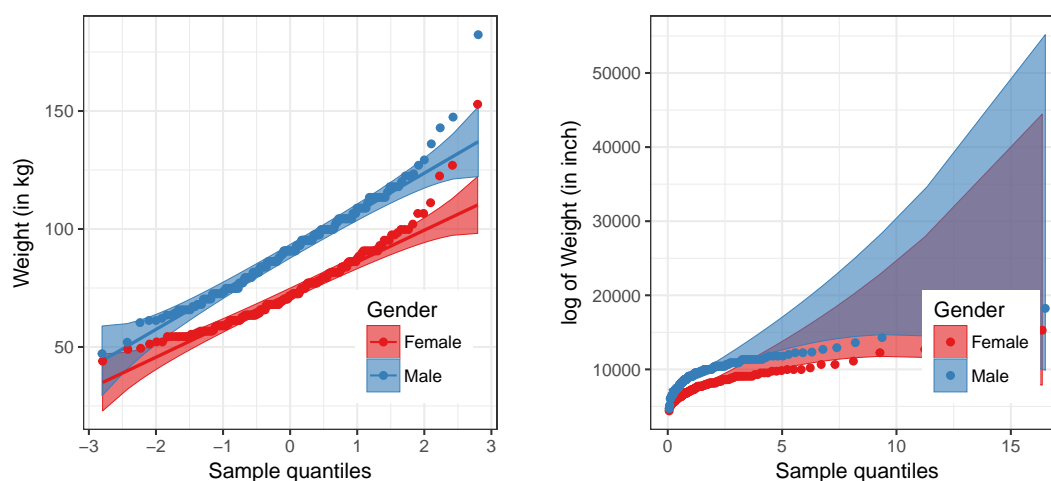 150
100
50
−3
−2
−1
0
1
2
3
Sample quantiles
Weight (in kg)
Gender
Female
Male
50000
40000
30000
20000
10000
0
5
10
15
Sample quantiles
log of Weight (in inch)
Gender
Female
Male